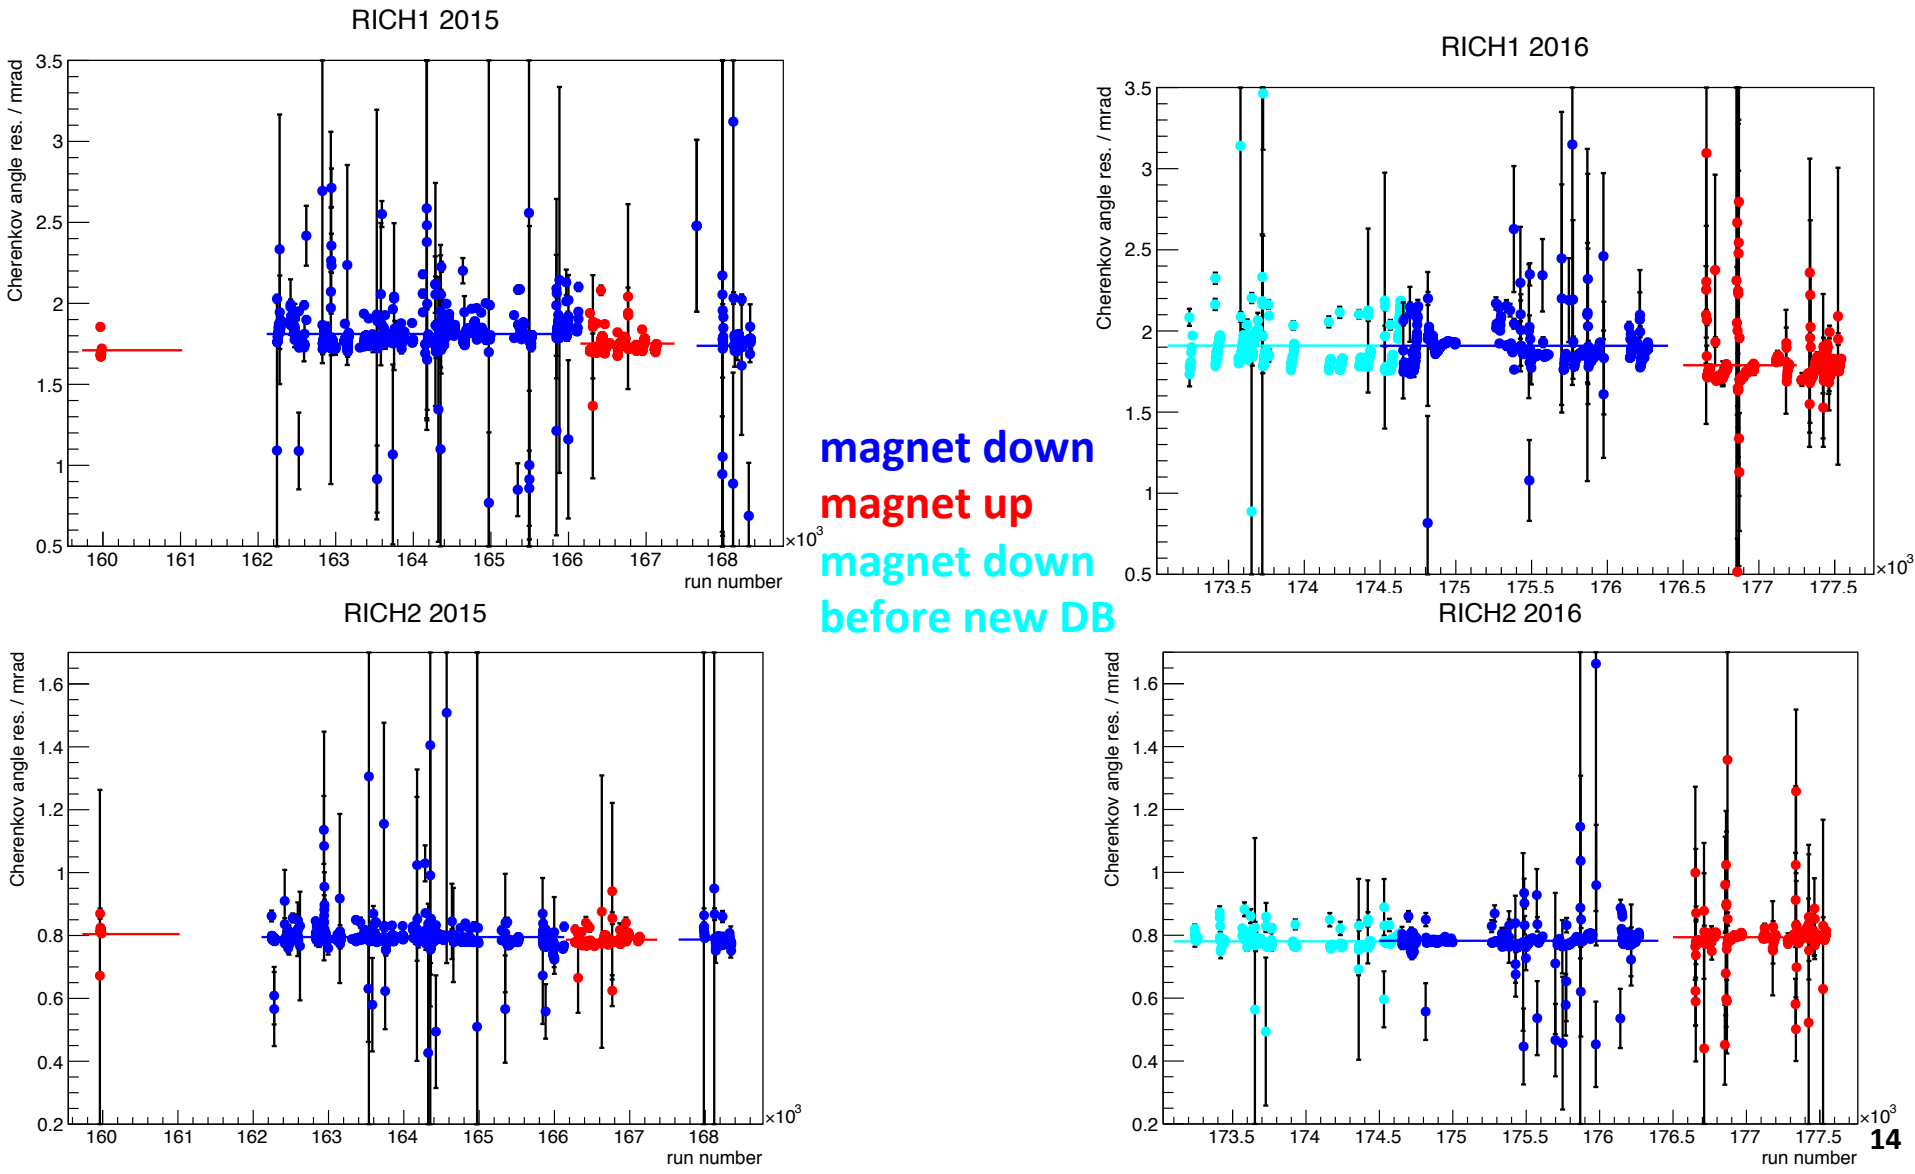 RICH1 2015
Cherenkov angle res. / mrad
3.5
3
2.5
2
1.5
1
0.5
160 161 162 163 164 165 166 167 168
×10³
run number
RICH1 2016
Cherenkov angle res. / mrad
3.5
3
2.5
2
1.5
1
0.5
173.5 174 174.5 175 175.5 176 176.5 177 177.5
×10³
magnet down
magnet up
magnet down
before new DB
RICH2 2015
Cherenkov angle res. / mrad
1.6
1.4
1.2
1
0.8
0.6
0.4
0.2
160 161 162 163 164 165 166 167 168
×10³
run number
RICH2 2016
Cherenkov angle res. / mrad
1.6
1.4
1.2
1
0.8
0.6
0.4
0.2
173.5 174 174.5 175 175.5 176 176.5 177 177.5
×10³
run number
14